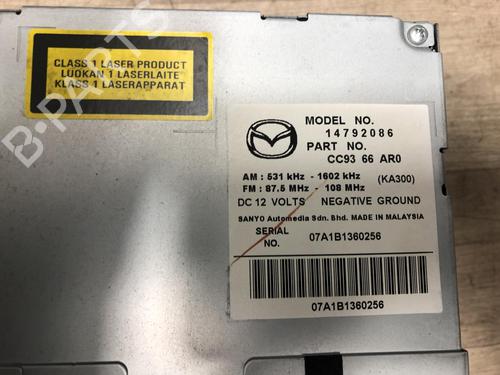 CLASS 1 LASER PRODUCT
LUOKAN 1 LASERLAITE
KLASS 1 LASERAPPARAT
B-PARTS
MODEL NO.
14792086
PART NO.
CC93 66 AR0
AM : 531 kHz - 1602 kHz (KA300)
FM : 87.5 MHz - 108 MHz
DC 12 VOLTS NEGATIVE GROUND
SANYO Automedia Sdn. Bhd. MADE IN MALAYSIA
SERIAL NO. 07A1B1360256
07A1B1360256